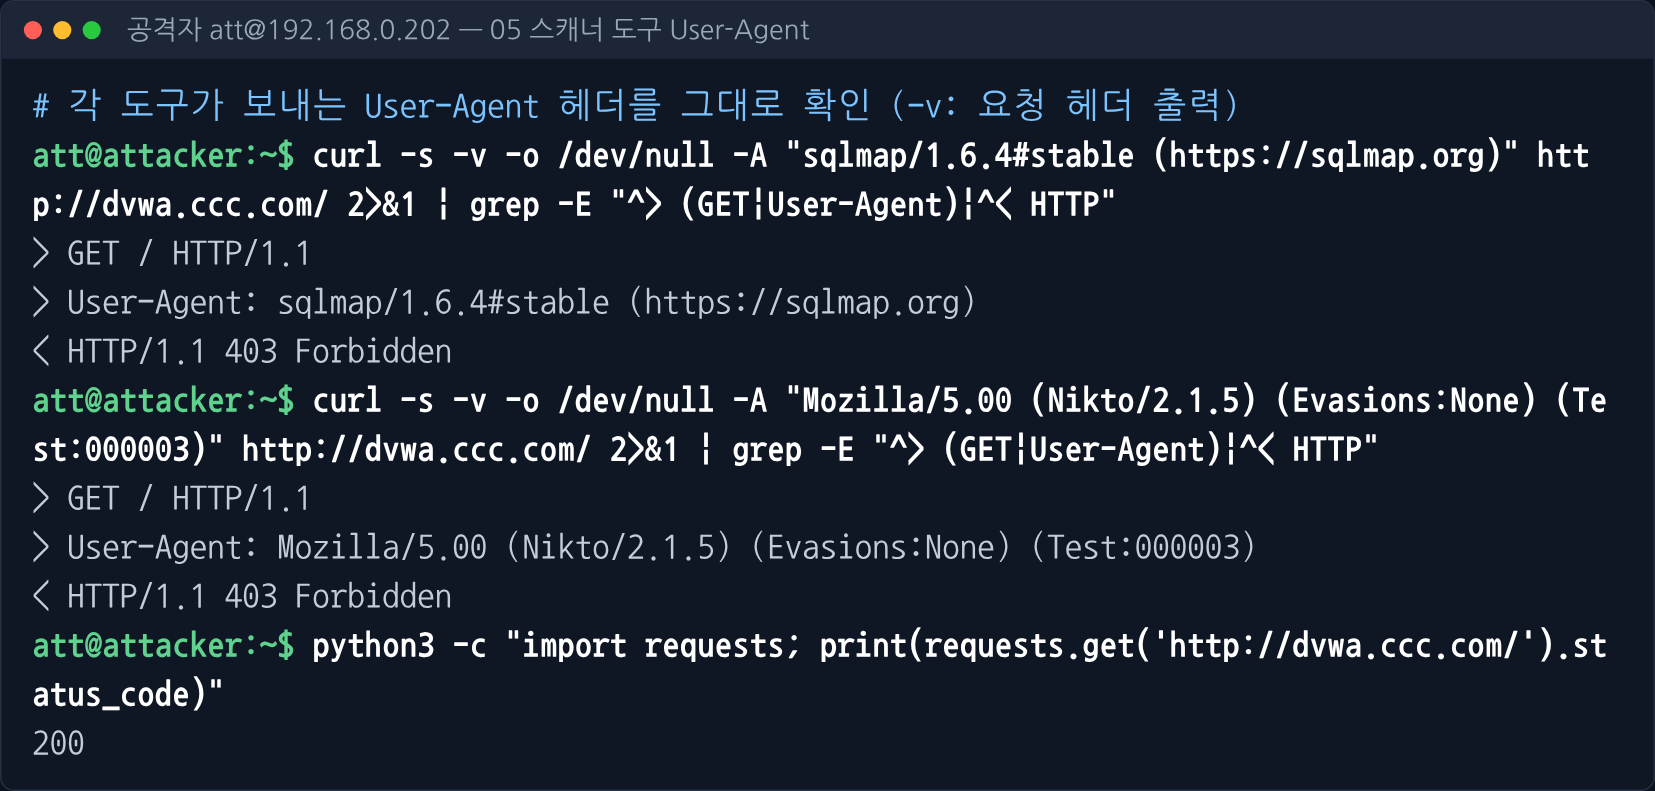 공격자 att@192.168.0.202 — 05 스캐너 도구 User-Agent
# 각 도구가 보내는 User-Agent 헤더를 그대로 확인 (-v: 요청 헤더 출력)
att@attacker:~$ curl -s -v -o /dev/null -A "sqlmap/1.6.4#stable (https://sqlmap.org)" htt
p://dvwa.ccc.com/ 2>&1 | grep -E "^> (GET|User-Agent)|^< HTTP"
> GET / HTTP/1.1
> User-Agent: sqlmap/1.6.4#stable (https://sqlmap.org)
< HTTP/1.1 403 Forbidden
att@attacker:~$ curl -s -v -o /dev/null -A "Mozilla/5.00 (Nikto/2.1.5) (Evasions:None) (Te
st:000003)" http://dvwa.ccc.com/ 2>&1 | grep -E "^> (GET|User-Agent)|^< HTTP"
> GET / HTTP/1.1
> User-Agent: Mozilla/5.00 (Nikto/2.1.5) (Evasions:None) (Test:000003)
< HTTP/1.1 403 Forbidden
att@attacker:~$ python3 -c "import requests; print(requests.get('http://dvwa.ccc.com/').st
atus_code)"
200